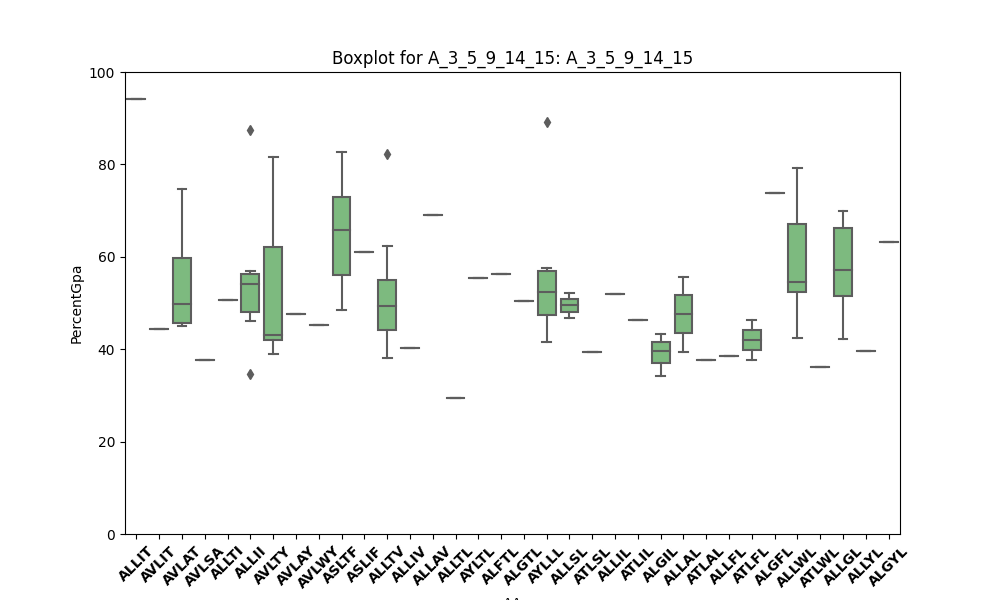 Boxplot for A_3_5_9_14_15: A_3_5_9_14_15
100
80
60
40
20
0
PercentGpa
ALLIT
AVLIT
AVLAT
AVLSA
ALLTI
ALLII
AVLTY
AVLAY
AVLWY
ASLTF
ASLIF
ALLTV
ALLIV
ALLAV
ALLTL
AYLTL
ALFTL
ALGTL
AYLLL
ALLSL
ATLSL
ALLIL
ATLIL
ALGIL
ALLAL
ATLAL
ALLFL
ATLFL
ALGFL
ALLWL
ATLWL
ALLGL
ALLYL
ALGYL